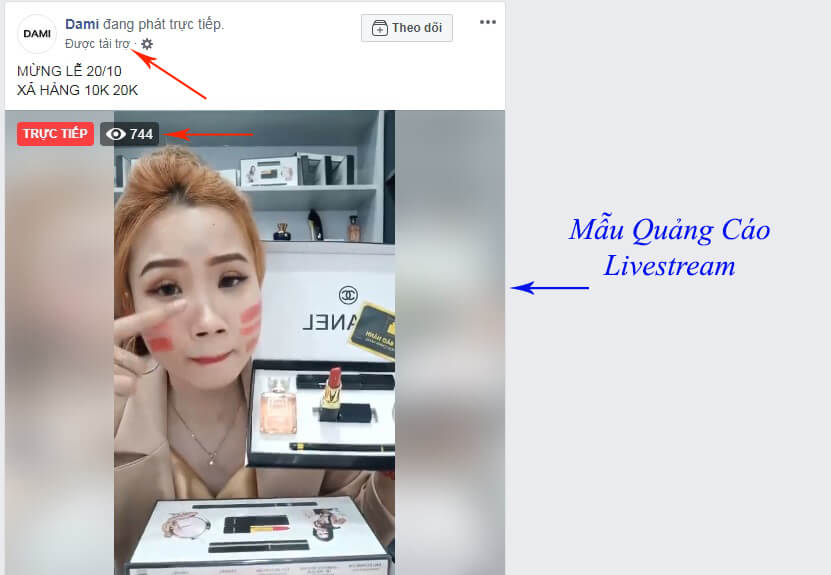 DAMI
Dami đang phát trực tiếp.
Được tài trợ ·
Theo dõi
MỪNG LỄ 20/10
XẢ HÀNG 10K 20K
TRỰC TIẾP
744
CHANEL
Mẫu Quảng Cáo
Livestream